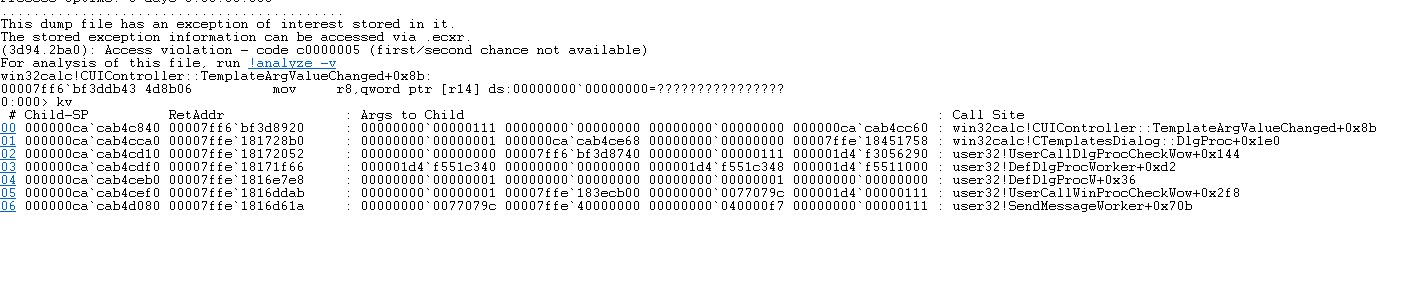 ........................................
This dump file has an exception of interest stored in it.
The stored exception information can be accessed via .ecxr.
(3d94.2ba0): Access violation - code c0000005 (first/second chance not available)
For analysis of this file, run !analyze -v
win32calc!CUIController::TemplateArgValueChanged+0x8b:
00007ff6`bf3ddb43 4d8b06 mov r8,qword ptr [r14] ds:00000000`00000000=????????????????
0:000> kv
# Child-SP RetAddr : Args to Child : Call Site
00 000000ca`cab4c840 00007ff6`bf3d8920 : 00000000`00000111 00000000`00000000 00000000`00000000 000000ca`cab4cc60 : win32calc!CUIController::TemplateArgValueChanged+0x8b
01 000000ca`cab4cca0 00007ffe`181728b0 : 00000000`00000001 000000ca`cab4ce68 00000000`00000001 00007ffe`18451758 : win32calc!CTemplatesDialog::DlgProc+0x1e0
02 000000ca`cab4cd10 00007ffe`18172052 : 00000000`00000000 00007ff6`bf3d8740 00000000`00000111 000001d4`f3056290 : user32!UserCallDlgProcCheckWow+0x144
03 000000ca`cab4cdf0 00007ffe`18171f66 : 000001d4`f551c340 000001d4`f551c348 00000000`00000000 000001d4`f5511000 : user32!DefDlgProcWorker+0xd2
04 000000ca`cab4ceb0 00007ffe`1816e7e8 : 00000000`00000001 00000000`00000000 00000000`00000001 00000000`00000000 : user32!DefDlgProcW+0x36
05 000000ca`cab4cef0 00007ffe`1816ddab : 00000000`00000001 00007ffe`183ecb00 00000000`0077079c 000001d4`00000111 : user32!UserCallWinProcCheckWow+0x2f8
06 000000ca`cab4d080 00007ffe`1816d61a : 00000000`0077079c 00007ffe`40000000 00000000`040000f7 00000000`00000111 : user32!SendMessageWorker+0x70b